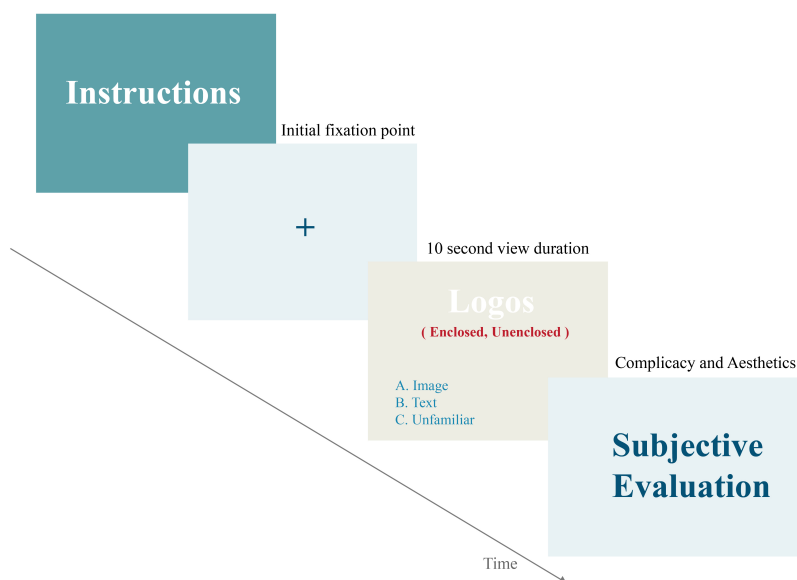 Instructions
Initial fixation point
+
10 second view duration
Logos
( Enclosed, Unenclosed )
A. Image
B. Text
C. Unfamiliar
Complicacy and Aesthetics
Subjective
Evaluation
Time